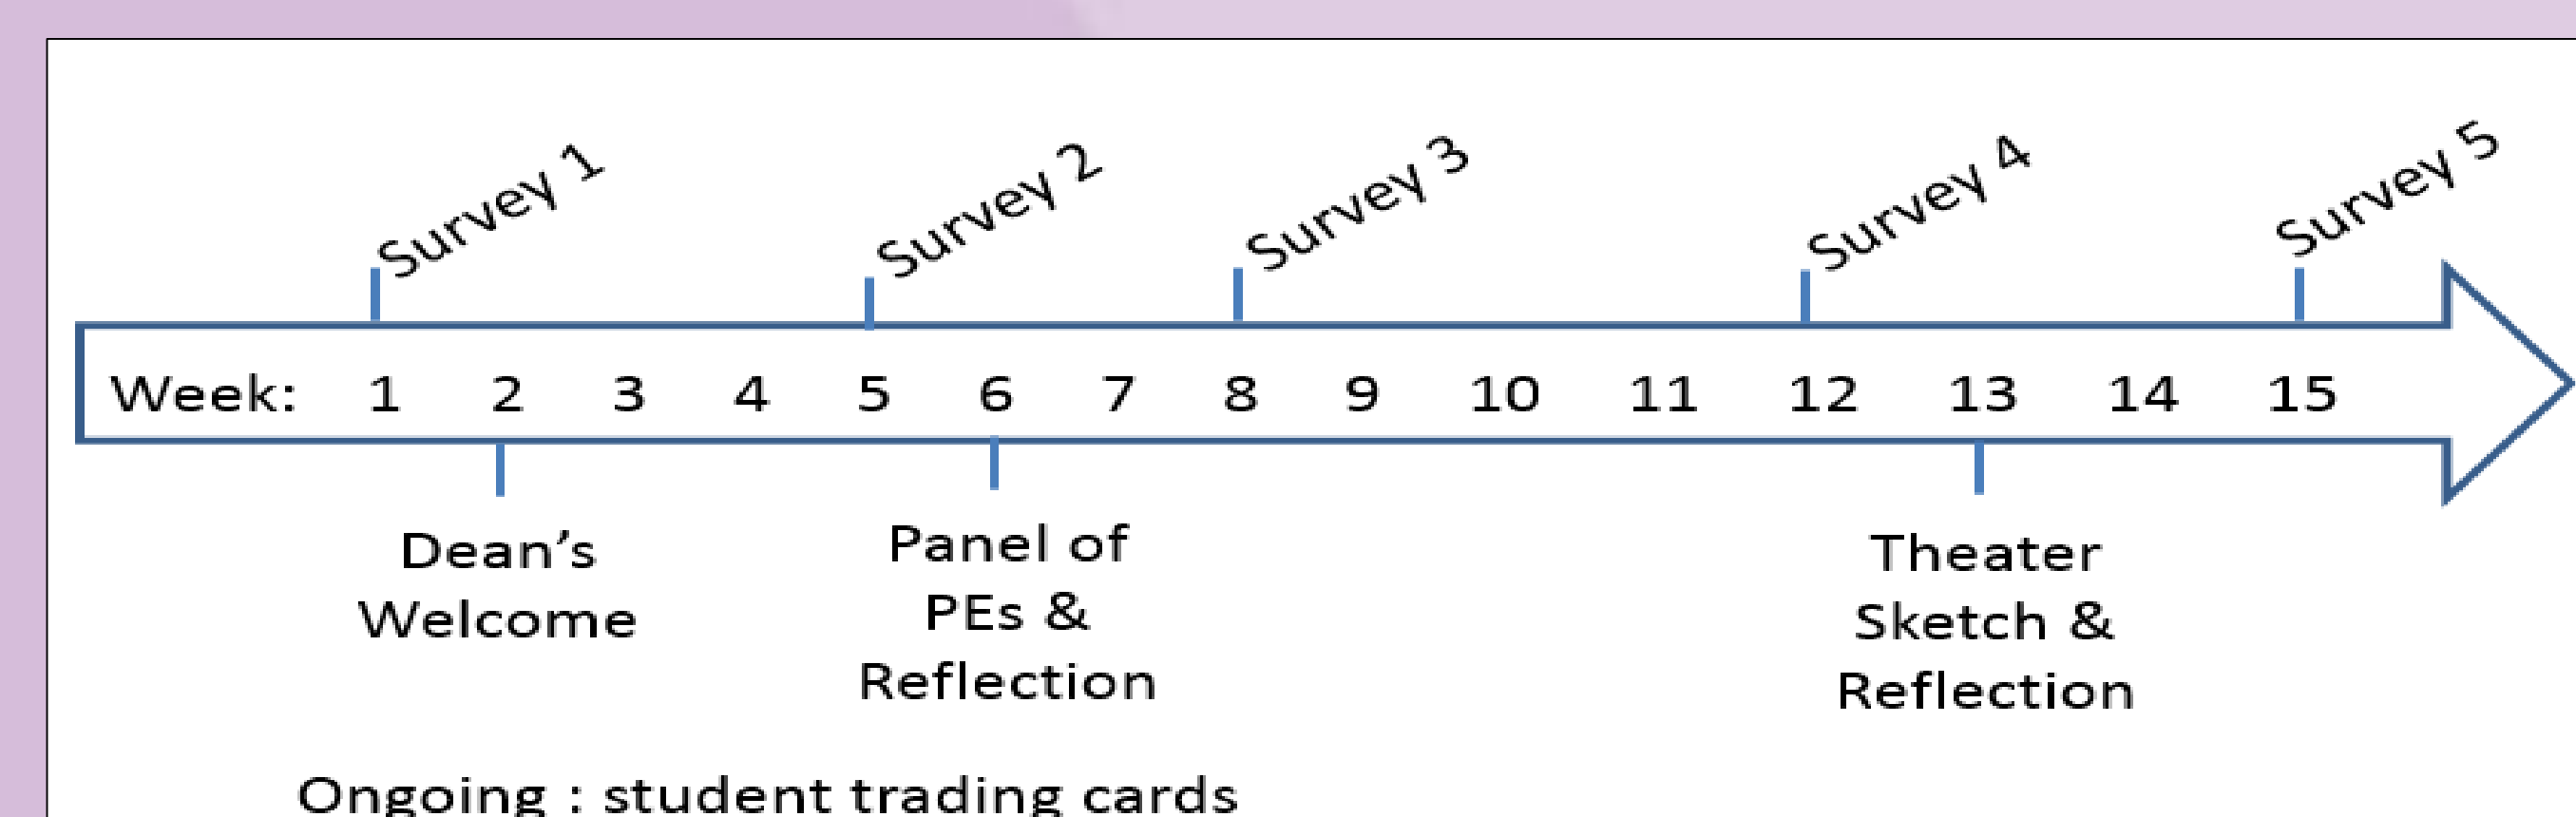 Survey 1
Survey 2
Survey 3
Survey 4
Survey 5
Week: 1 2 3 4 5 6 7 8 9 10 11 12 13 14 15
Dean’s
Welcome
Panel of
PEs &
Reflection
Theater
Sketch &
Reflection
Ongoing : student trading cards